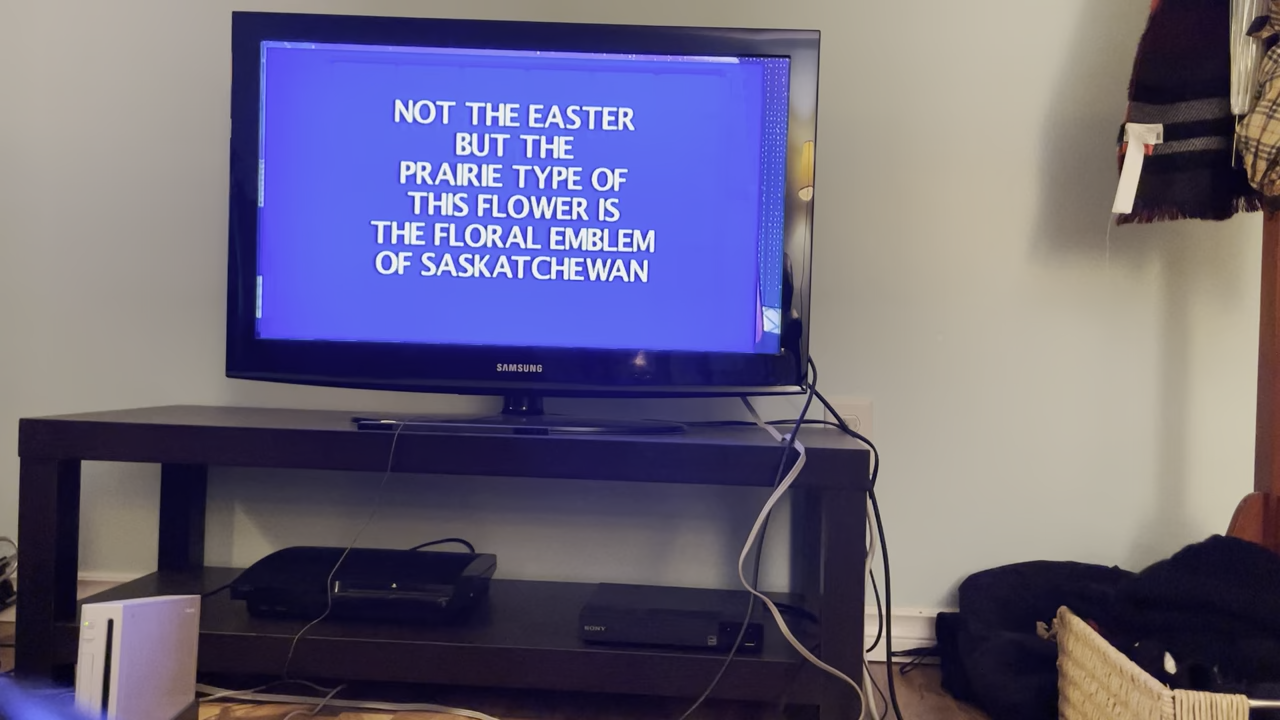 NOT THE EASTER
BUT THE
PRAIRIE TYPE OF
THIS FLOWER IS
THE FLORAL EMBLEM
OF SASKATCHEWAN
SAMSUNG
SONY